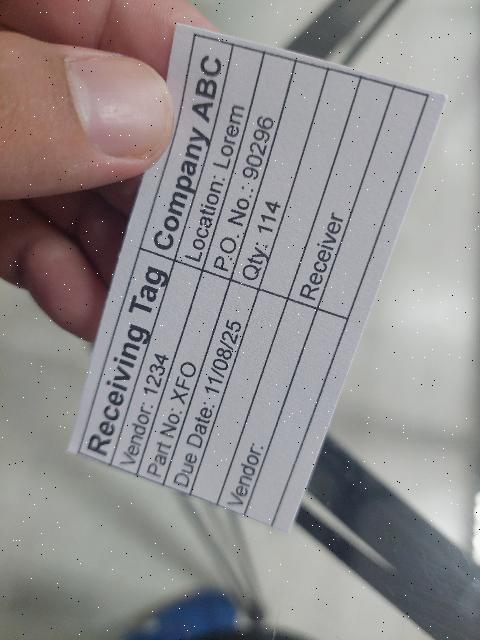 Receiving Tag Company ABC
Vendor: 1234 Location: Lorem
Part No: XFO P.O. No.: 90296
Due Date: 11/08/25 Qty: 114
Vendor: Receiver